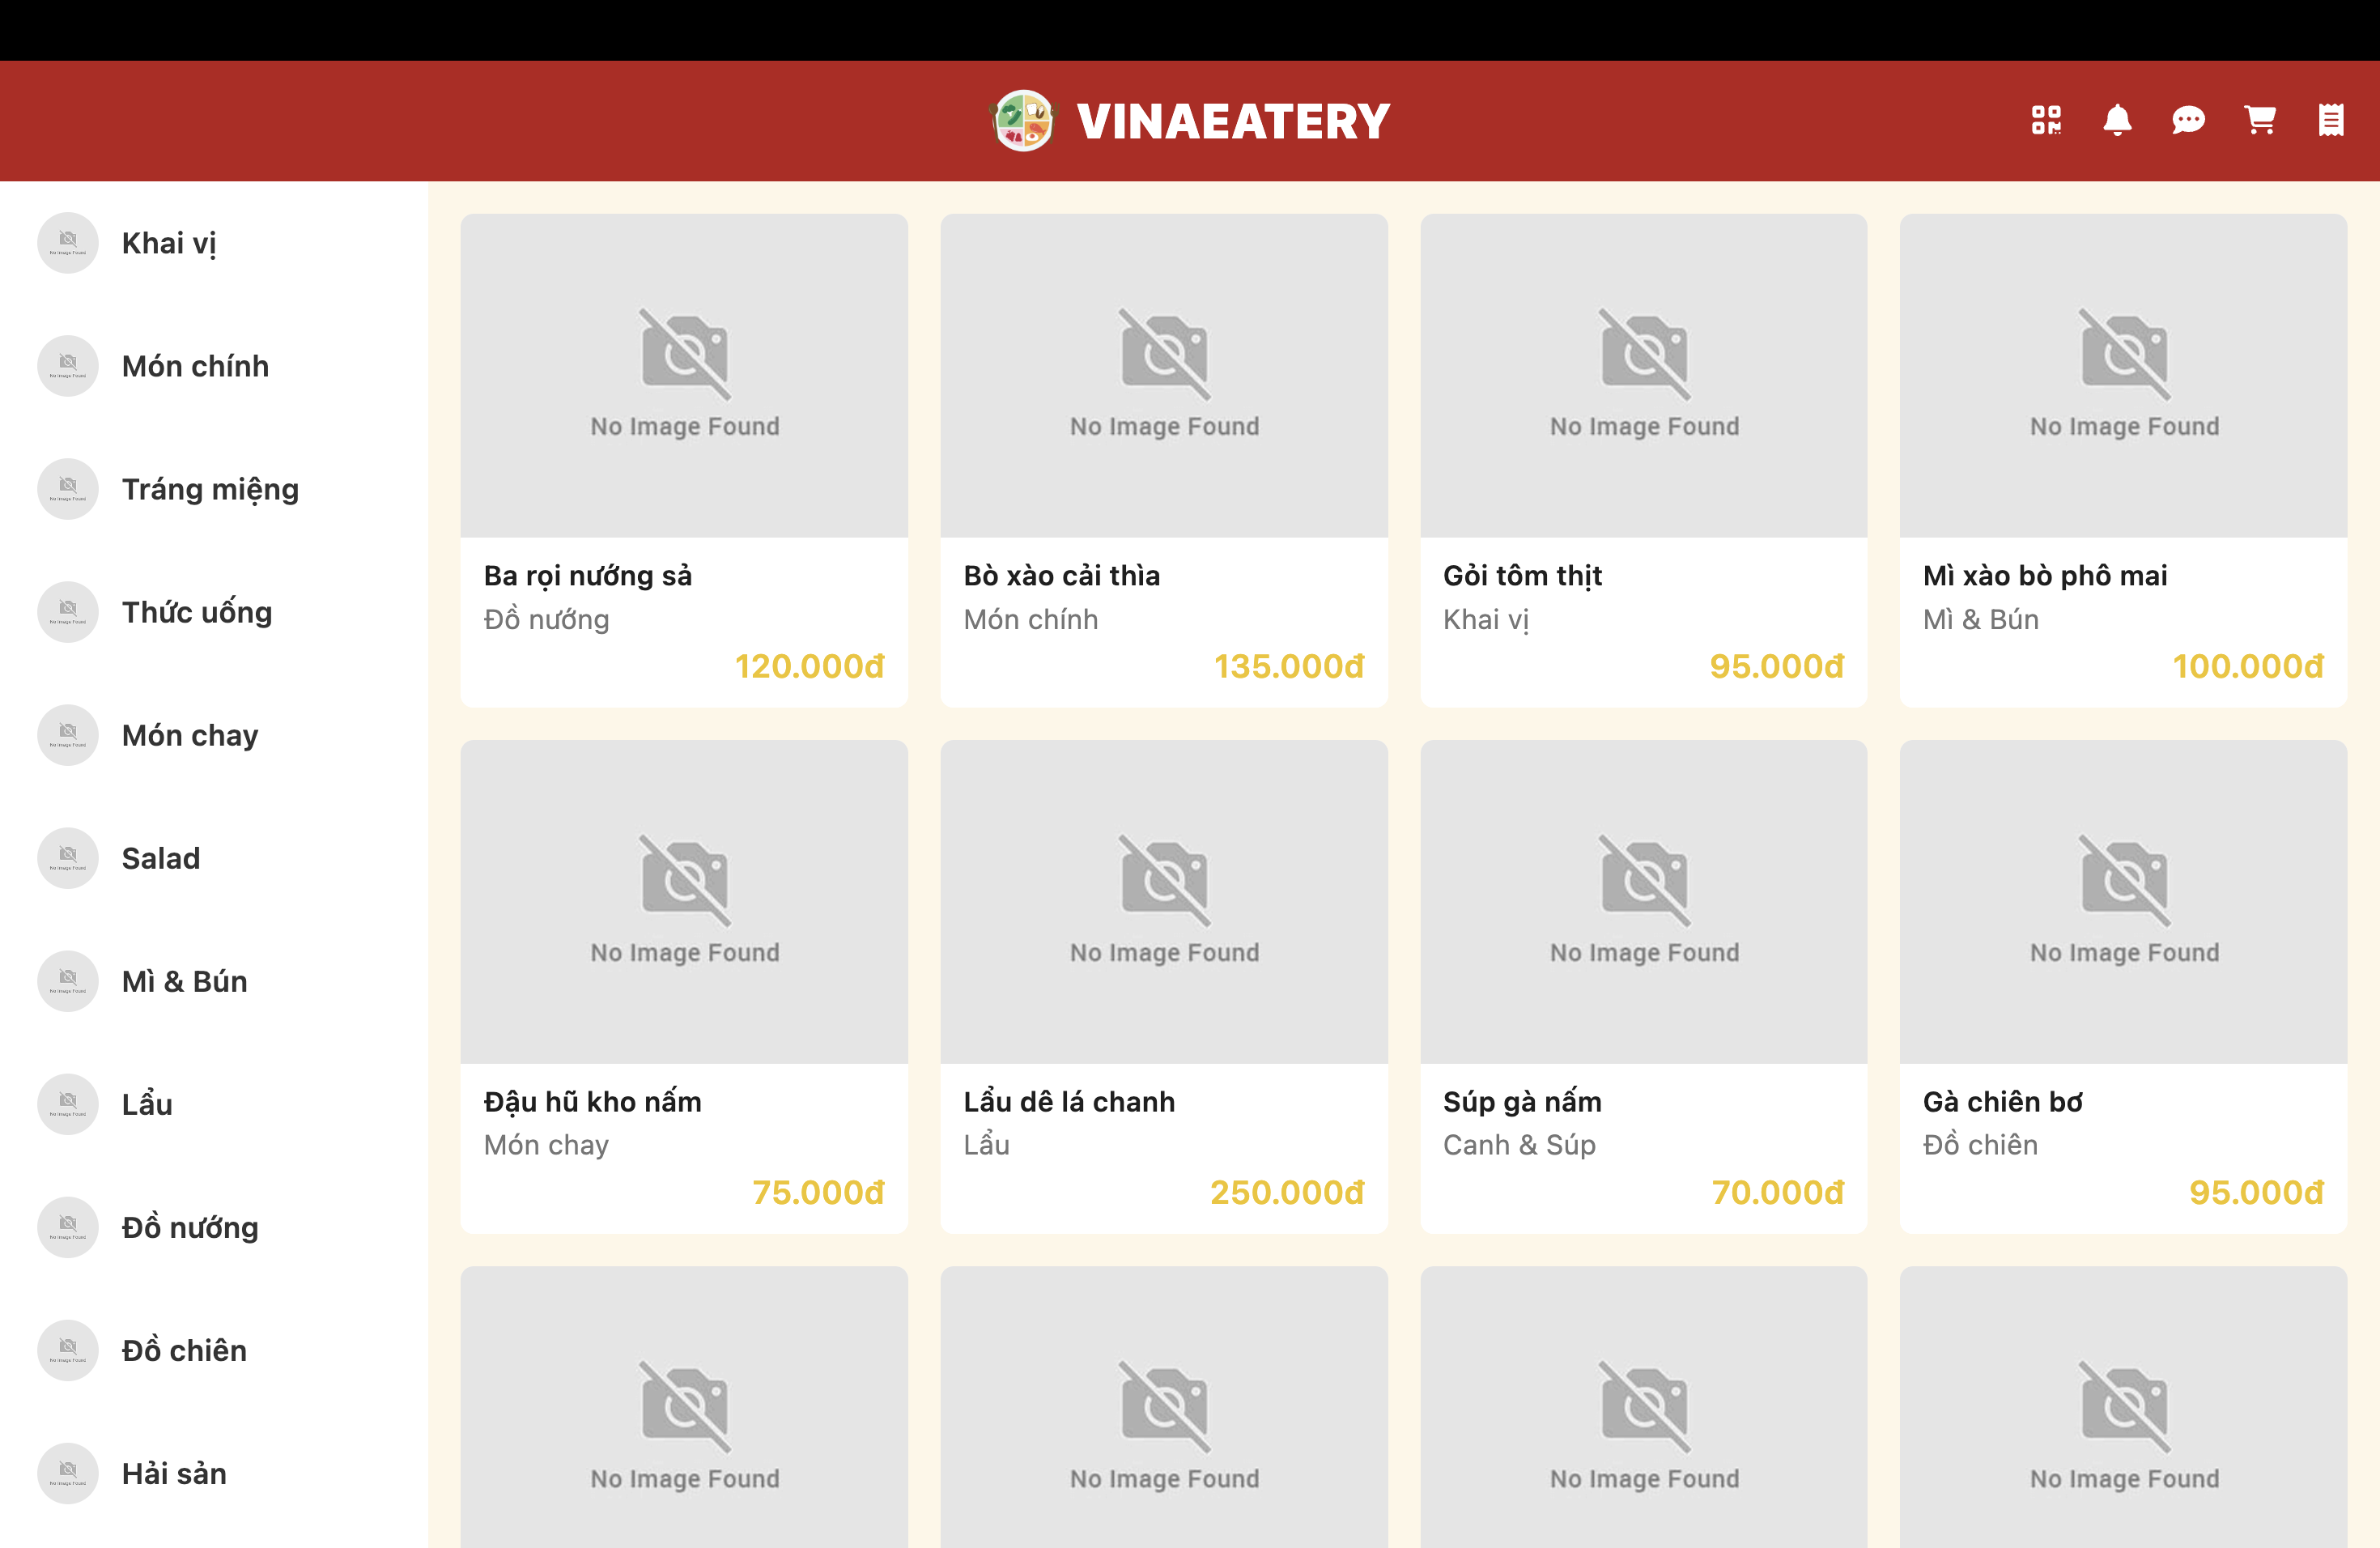 VINAEATERY
Khai vị
Món chính
Tráng miệng
Thức uống
Món chay
Salad
Mì & Bún
Lẩu
Đồ nướng
Đồ chiên
Hải sản
No Image Found
No Image Found
No Image Found
No Image Found
Ba rọi nướng sả
Đồ nướng
120.000đ
Bò xào cải thìa
Món chính
135.000đ
Gỏi tôm thịt
Khai vị
95.000đ
Mì xào bò phô mai
Mì & Bún
100.000đ
No Image Found
No Image Found
No Image Found
No Image Found
Đậu hũ kho nấm
Món chay
75.000đ
Lẩu dê lá chanh
Lẩu
250.000đ
Súp gà nấm
Canh & Súp
70.000đ
Gà chiên bơ
Đồ chiên
95.000đ
No Image Found
No Image Found
No Image Found
No Image Found